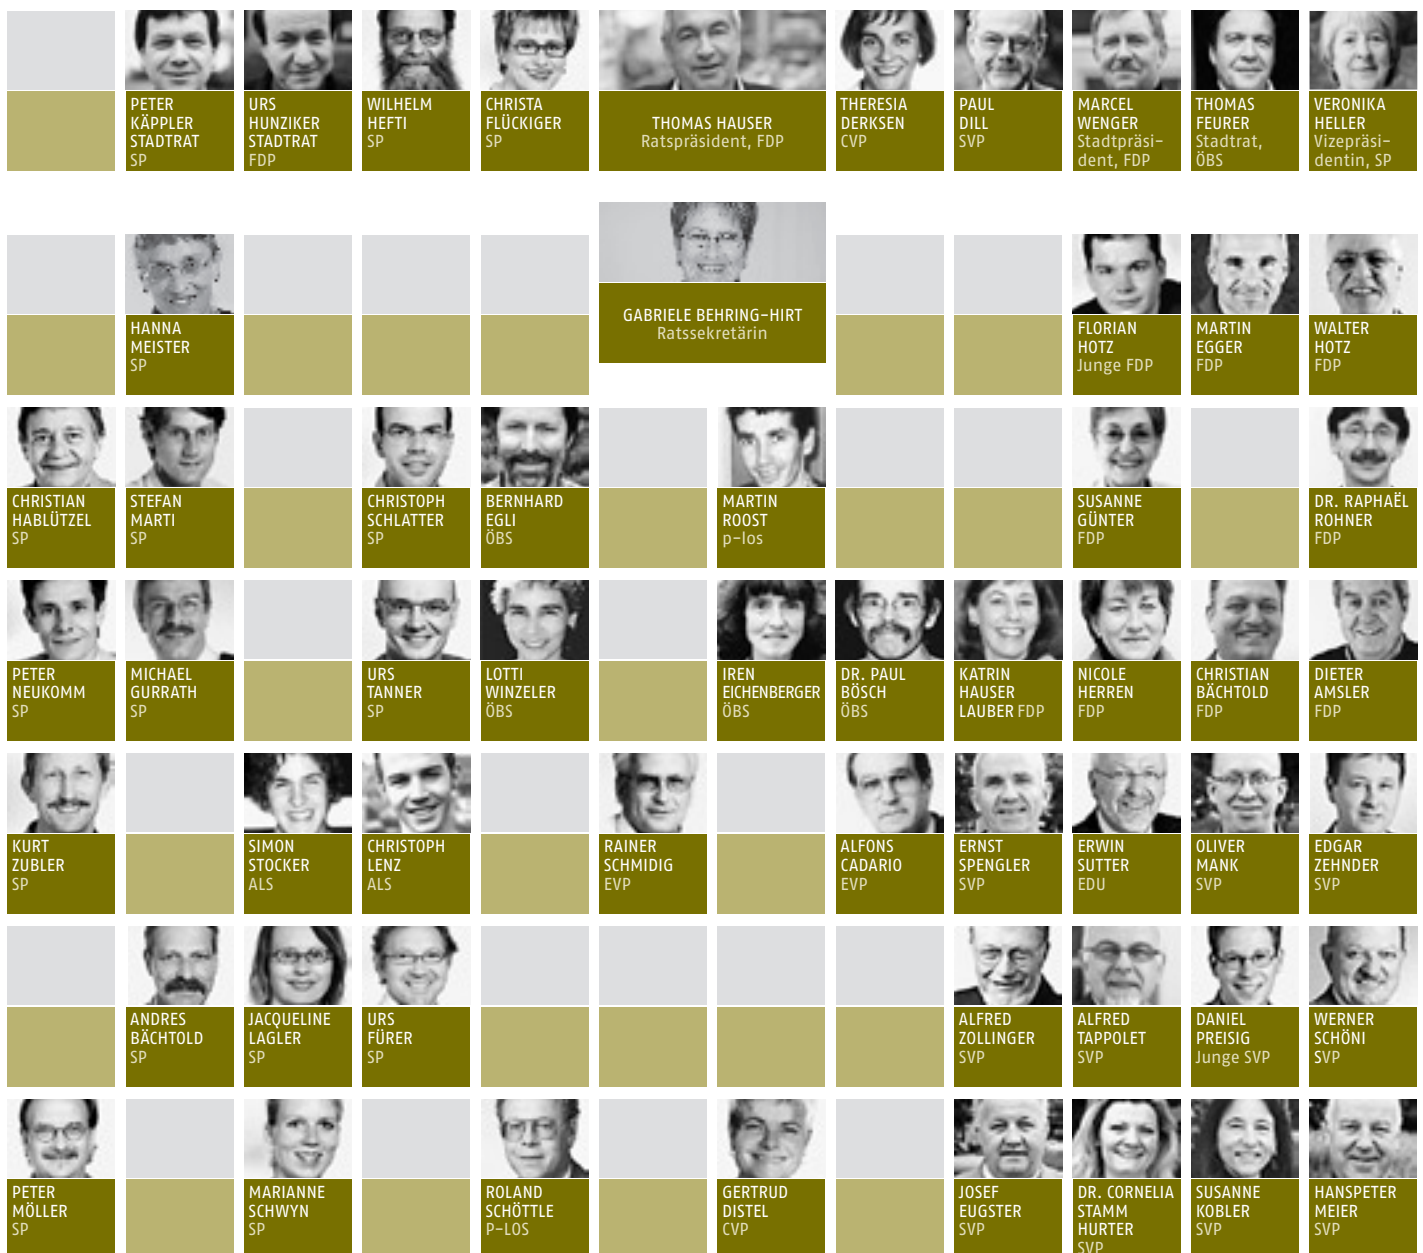 PETER
KÄPPLER
STADTRAT
SP
URS
HUNZIKER
STADTRAT
FDP
WILHELM
HEFTI
SP
CHRISTA
FLÜCKIGER
SP
THOMAS HAUSER
Ratspräsident, FDP
THERESIA
DERKSEN
CVP
PAUL
DILL
SVP
MARCEL
WENGER
Stadtpräsi-
dent, FDP
THOMAS
FEURER
Stadtrat,
ÖBS
VERONIKA
HELLER
Vizepräsi-
dentin, SP
HANNA
MEISTER
SP
GABRIELE BEHRING-HIRT
Ratssekretärin
FLORIAN
HOTZ
Junge FDP
MARTIN
EGGER
FDP
WALTER
HOTZ
FDP
CHRISTIAN
HABLÜTZEL
SP
STEFAN
MARTI
SP
CHRISTOPH
SCHLATTER
SP
BERNHARD
EGLI
ÖBS
MARTIN
ROOST
p-los
SUSANNE
GÜNTER
FDP
DR. RAPHAËL
ROHNER
FDP
PETER
NEUKOMM
SP
MICHAEL
GURRATH
SP
URS
TANNER
SP
LOTTI
WINZELER
ÖBS
IREN
EICHENBERGER
ÖBS
DR. PAUL
BÖSCH
ÖBS
KATRIN
HAUSER
LAUBER FDP
NICOLE
HERREN
FDP
CHRISTIAN
BÄCHTOLD
FDP
DIETER
AMSLER
FDP
KURT
ZUBLER
SP
SIMON
STOCKER
ALS
CHRISTOPH
LENZ
ALS
RAINER
SCHMIDIG
EVP
ALFONS
CADARIO
EVP
ERNST
SPENGLER
SVP
ERWIN
SUTTER
EDU
OLIVER
MANK
SVP
EDGAR
ZEHNDER
SVP
ANDRES
BÄCHTOLD
SP
JACQUELINE
LAGLER
SP
URS
FÜRER
SP
ALFRED
ZOLLINGER
SVP
ALFRED
TAPPOLET
SVP
DANIEL
PREISIG
Junge SVP
WERNER
SCHÖNI
SVP
PETER
MÖLLER
SP
MARIANNE
SCHWYN
SP
ROLAND
SCHÖTTLE
P-LOS
GERTRUD
DISTEL
CVP
JOSEF
EUGSTER
SVP
DR. CORNELIA
STAMM
HURTER
SVP
SUSANNE
KOBLER
SVP
HANSPETER
MEIER
SVP